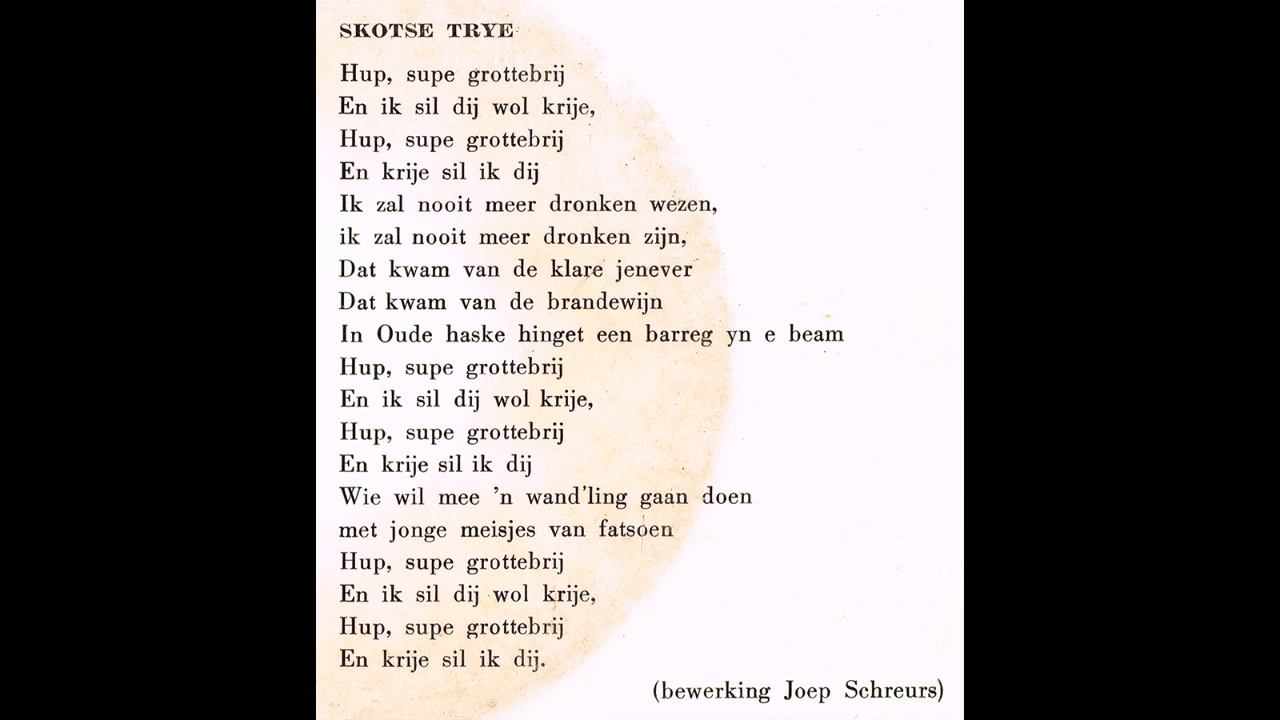 SKOTSE TRYE
Hup, supe grottebrij
En ik sil dij wol krije,
Hup, supe grottebrij
En krije sil ik dij
Ik zal nooit meer dronken wezen,
ik zal nooit meer dronken zijn,
Dat kwam van de klare jenever
Dat kwam van de brandewijn
In Oude haske hinget een barreg yn e beam
Hup, supe grottebrij
En ik sil dij wol krije,
Hup, supe grottebrij
En krije sil ik dij
Wie wil mee 'n wand'ling gaan doen
met jonge meisjes van fatsoen
Hup, supe grottebrij
En ik sil dij wol krije,
Hup, supe grottebrij
En krije sil ik dij.
(bewerking Joep Schreurs)